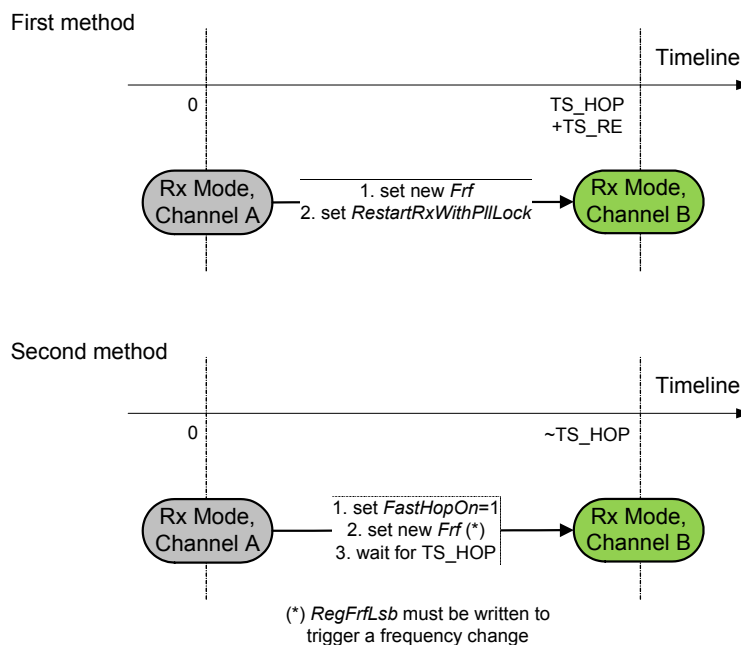 First method
Timeline
0
TS_HOP
+TS_RE
Rx Mode,
Channel A
1. set new Frf
2. set RestartRxWithPllLock
Rx Mode,
Channel B
Second method
Timeline
0
~TS_HOP
Rx Mode,
Channel A
1. set FastHopOn=1
2. set new Frf (*)
3. wait for TS_HOP
Rx Mode,
Channel B
(*) RegFrfLsb must be written to
trigger a frequency change